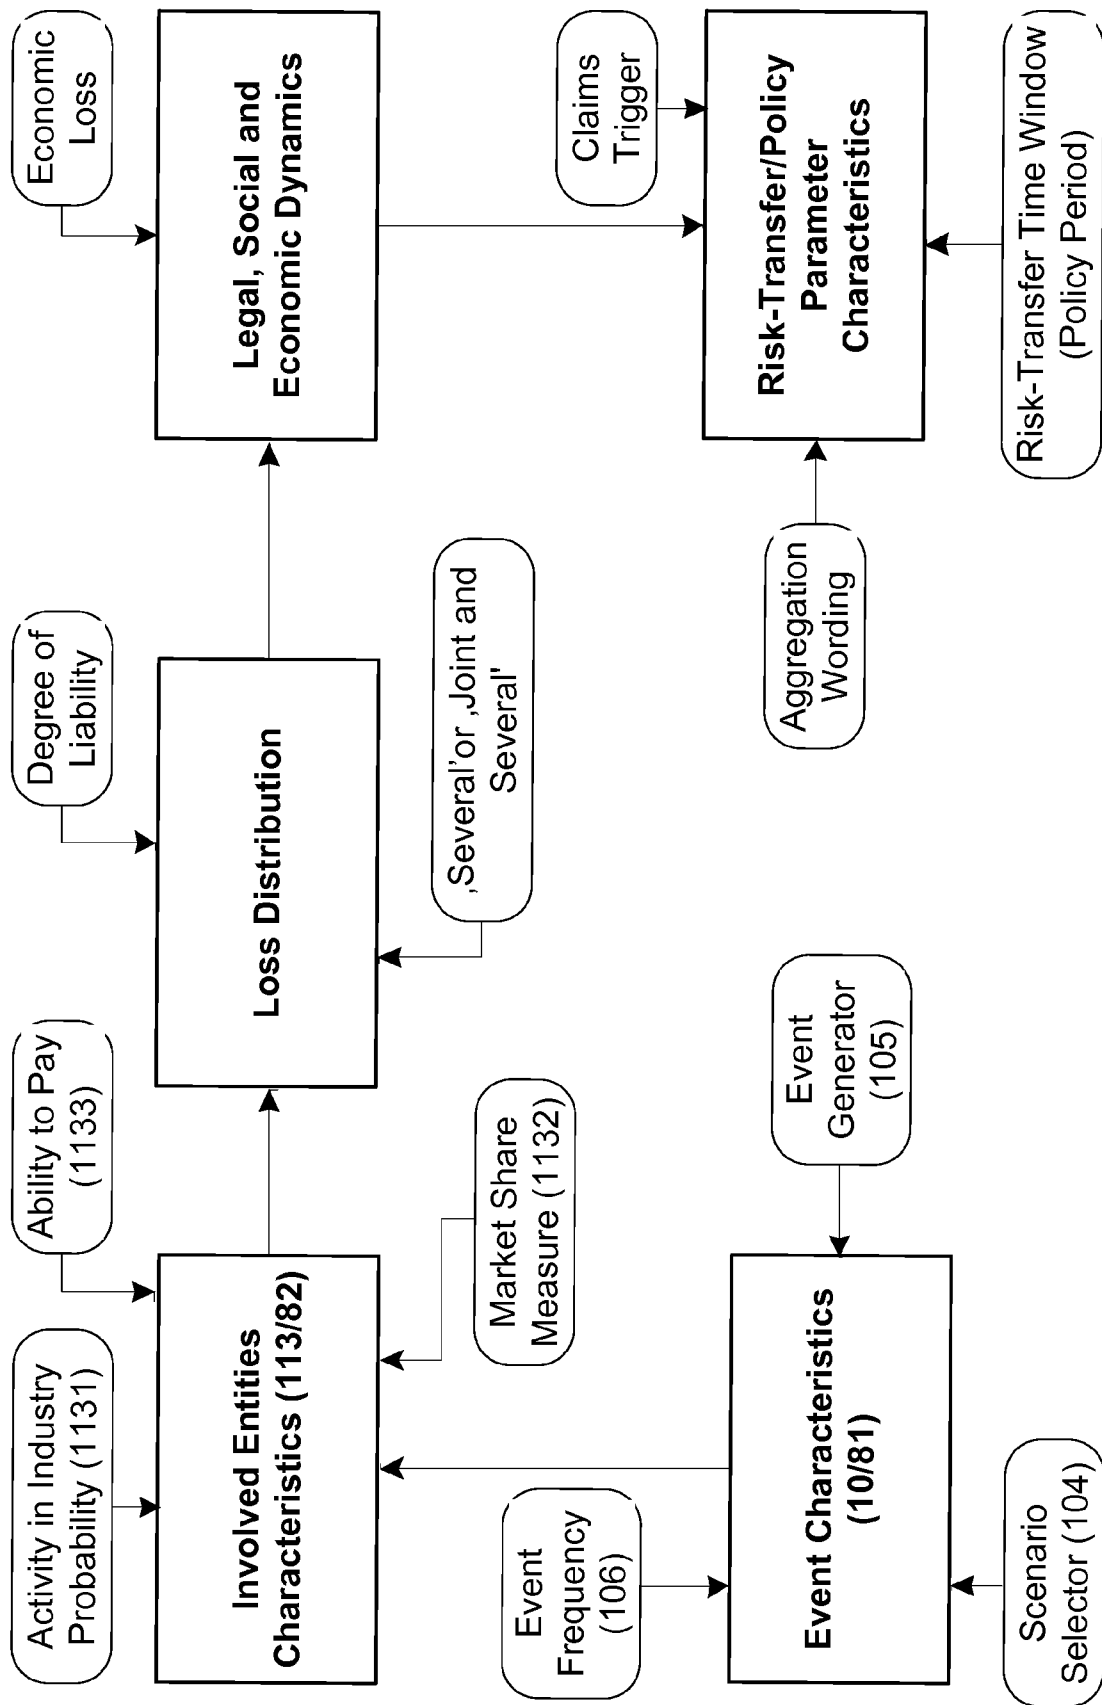 Activity in Industry
Probability (1131)
Ability to Pay
(1133)
Degree of
Liability
Economic
Loss
Involved Entities
Characteristics (113/82)
Loss Distribution
Legal, Social and
Economic Dynamics
Market Share
Measure (1132)
‚Several’or ‚Joint and
Several'
Event
Frequency
(106)
Event
Generator
(105)
Event Characteristics
(10/81)
Scenario
Selector (104)
Claims
Trigger
Aggregation
Wording
Risk-Transfer/Policy
Parameter
Characteristics
Risk-Transfer Time Window
(Policy Period)